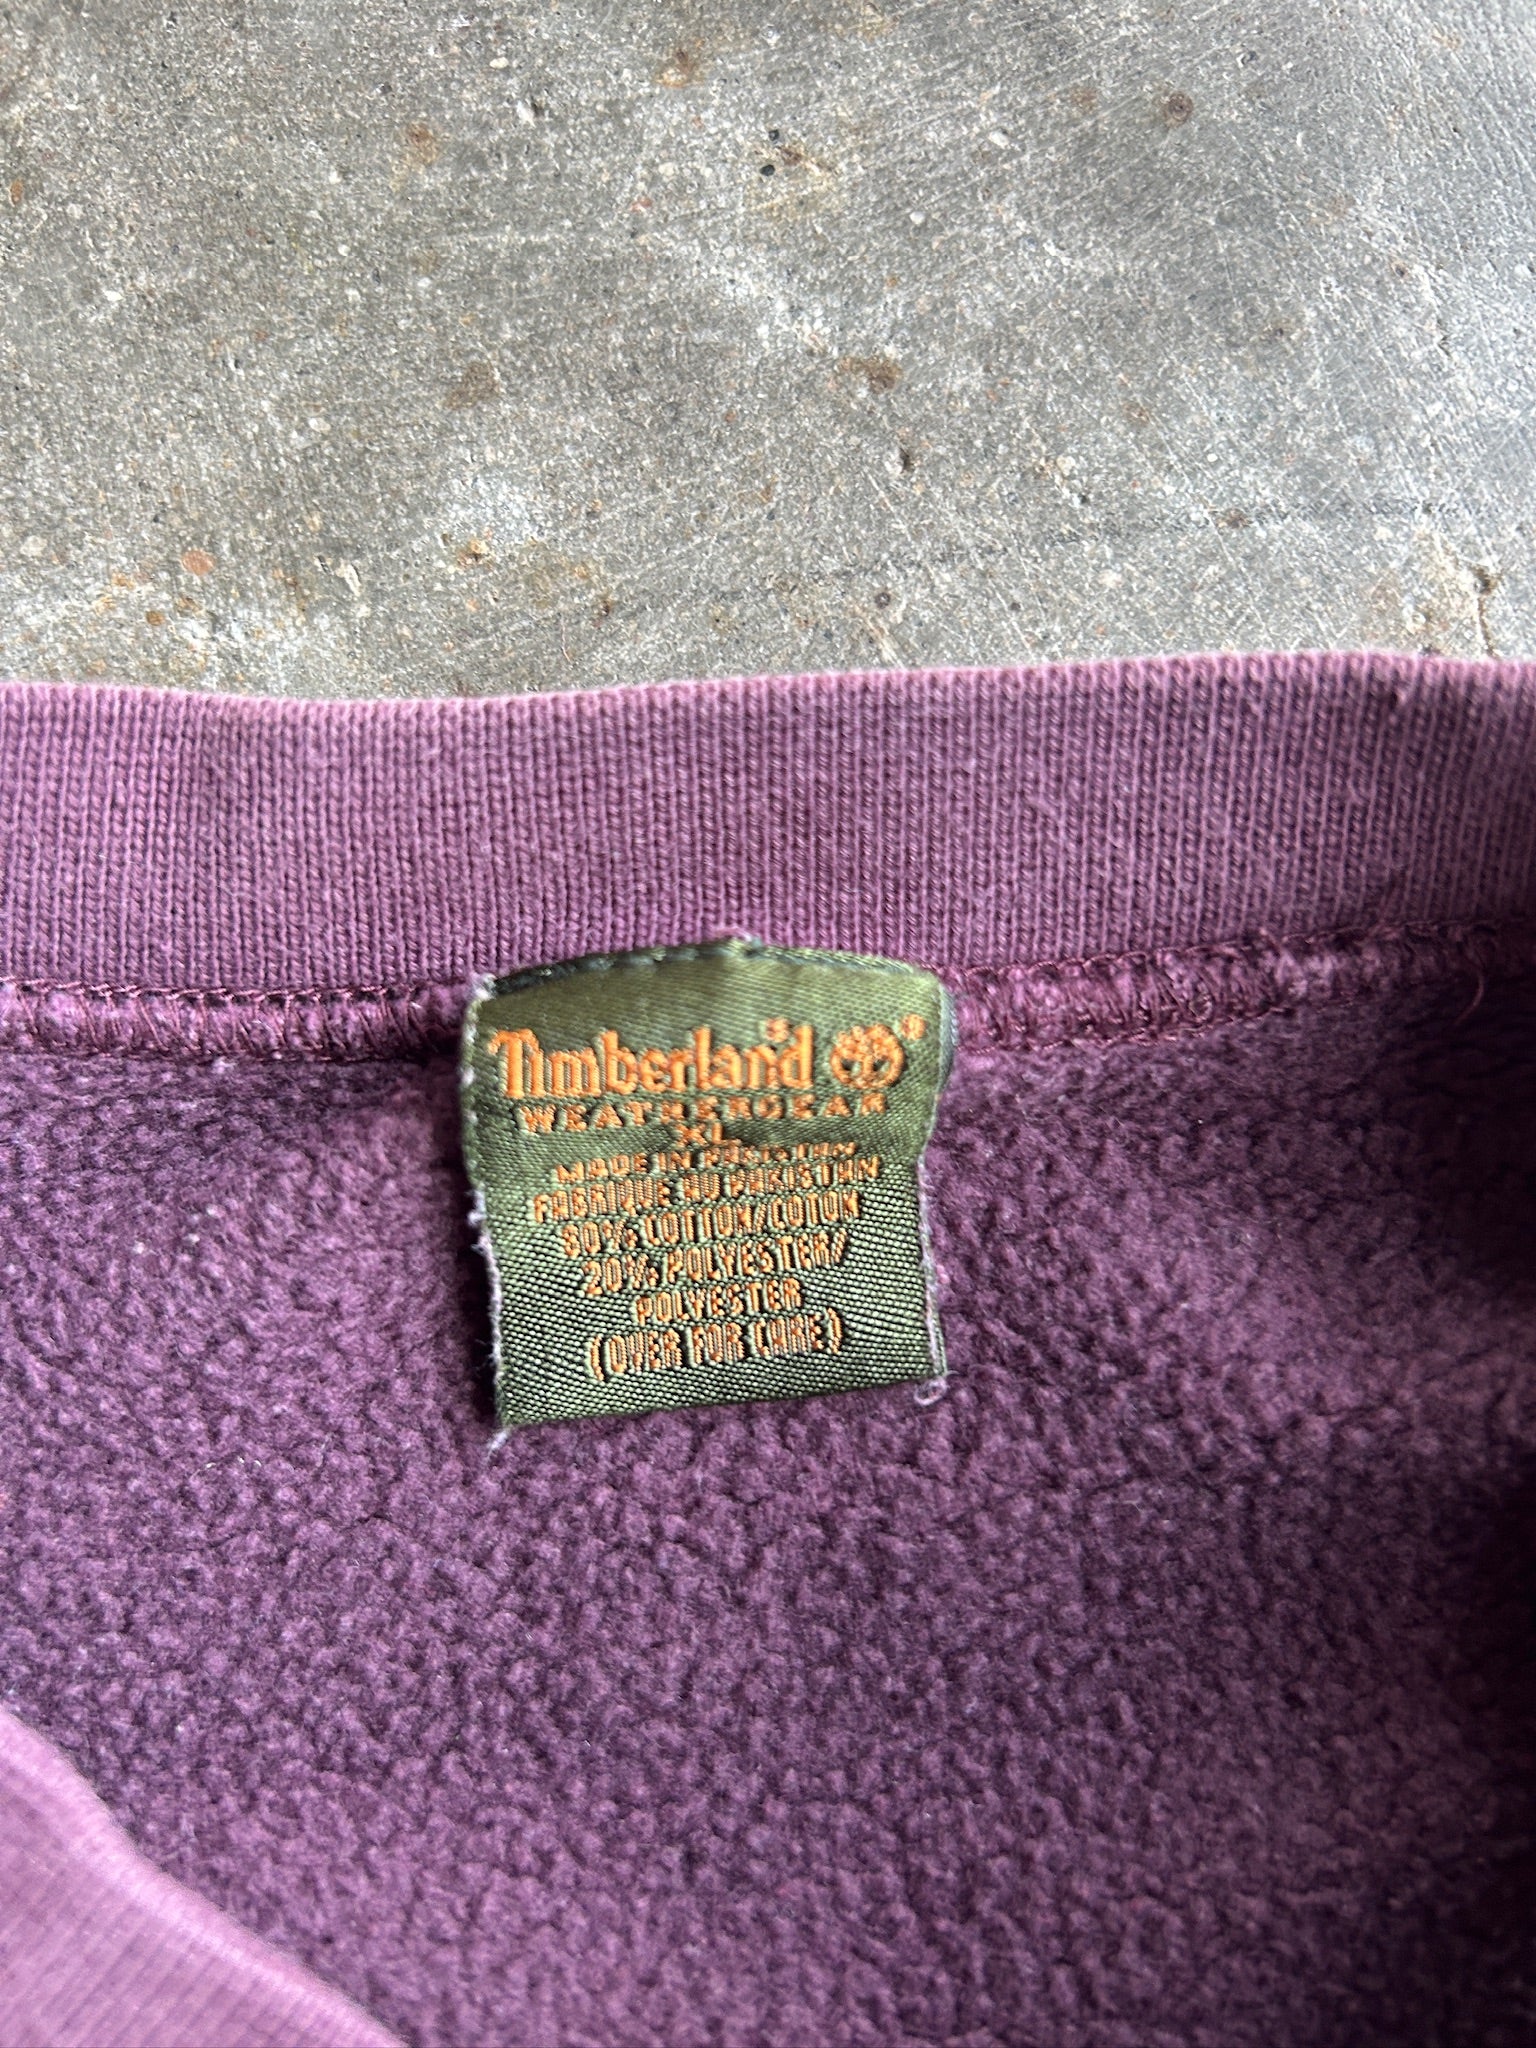 Timberland ®
WEATHERGEAR
XL
MADE IN PAKISTAN
FABRIQUE AU PAKISTAN
80% COTTON/COTON
20% POLYESTER/
POLYESTER
(OVER FOR CARE)